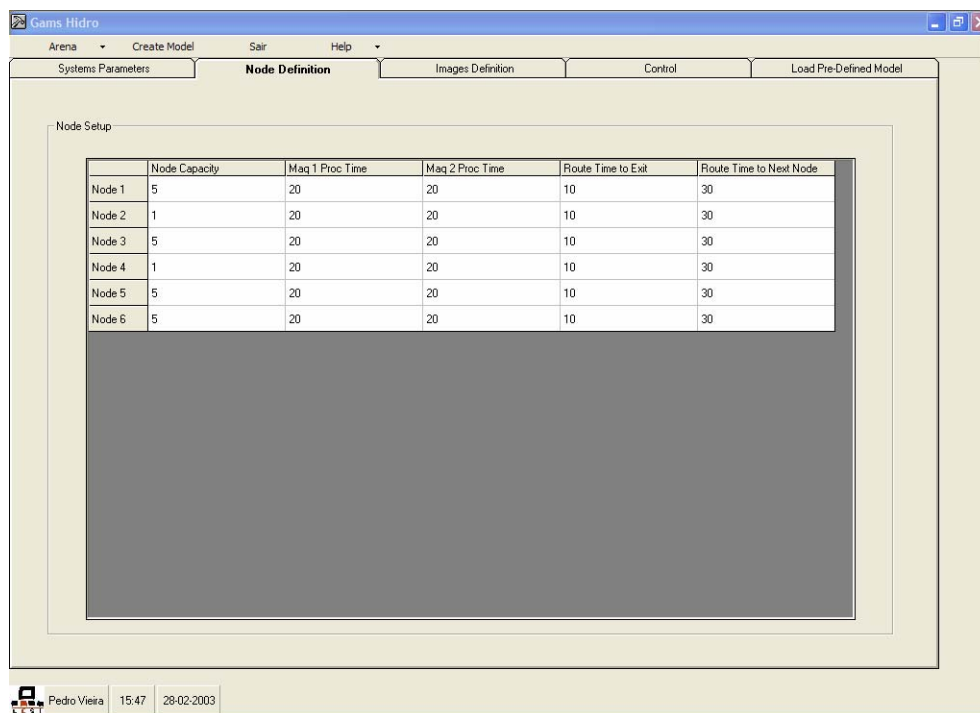 Gams Hidro
Arena Create Model Sair Help
Systems Parameters Node Definition Images Definition Control Load Pre-Defined Model
Node Setup
Node Capacity Maq 1 Proc Time Maq 2 Proc Time Route Time to Exit Route Time to Next Node
Node 1 5 20 20 10 30
Node 2 1 20 20 10 30
Node 3 5 20 20 10 30
Node 4 1 20 20 10 30
Node 5 5 20 20 10 30
Node 6 5 20 20 10 30
Pedro Vieira 15:47 28-02-2003